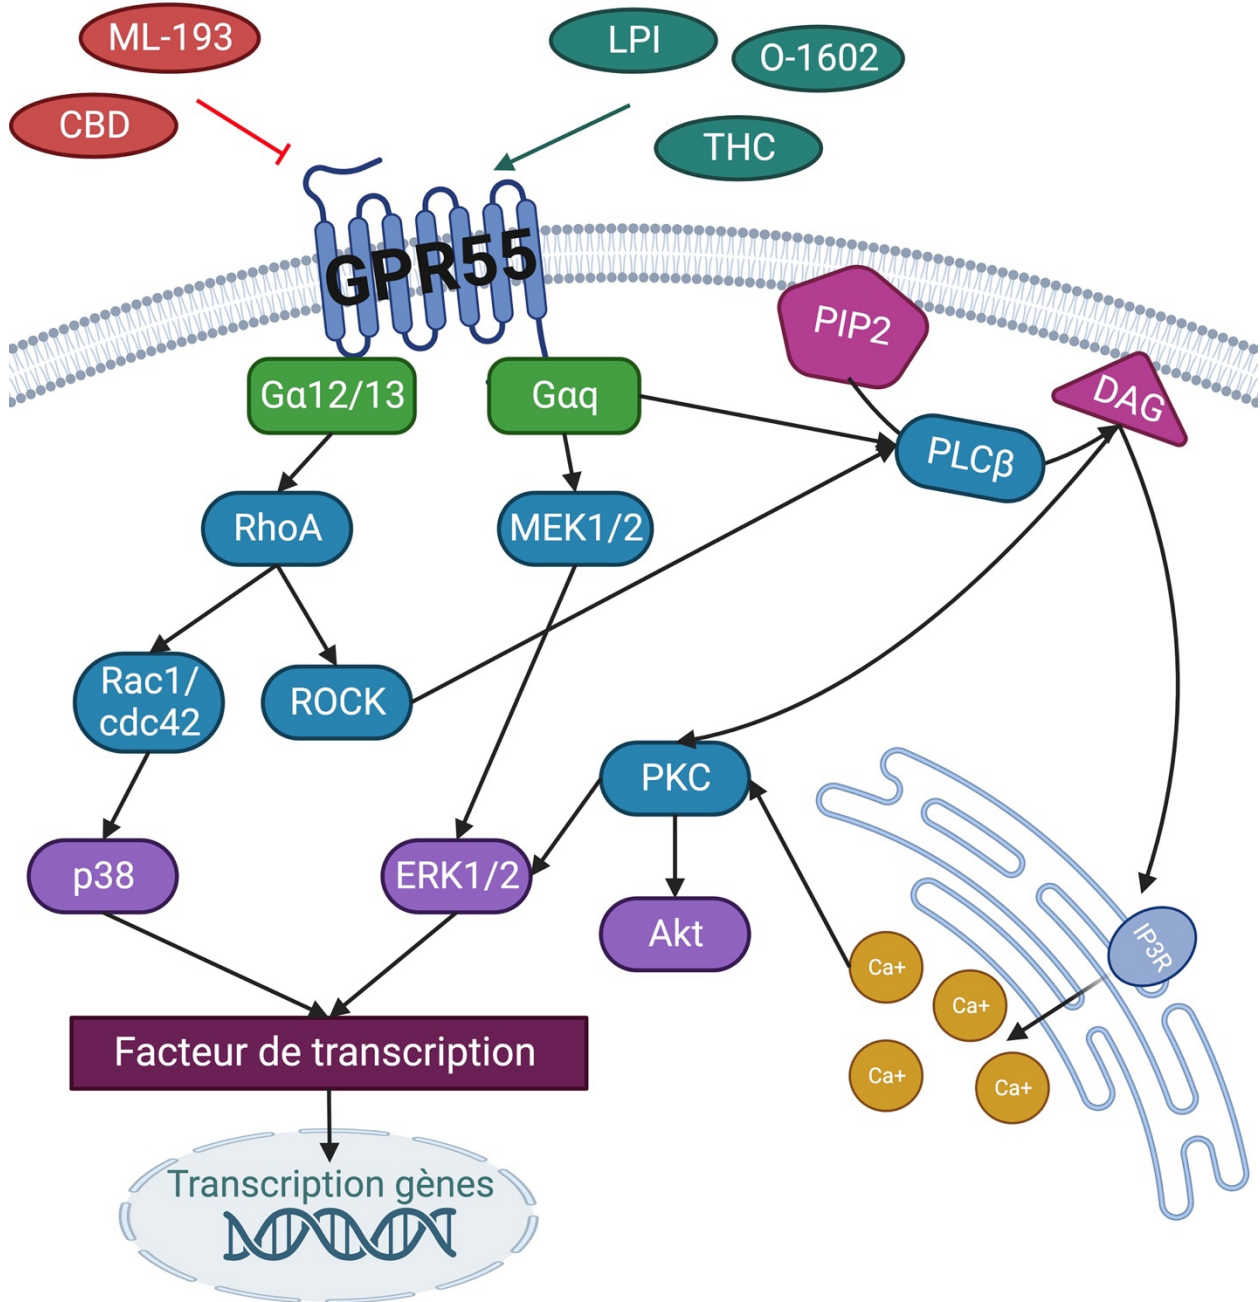 ML-193
LPI
O-1602
CBD
THC
GPR55
PIP2
Gα12/13
Gαq
DAG
PLCβ
RhoA
MEK1/2
Rac1/
cdc42
ROCK
PKC
p38
ERK1/2
Akt
IP3R
Ca+
Ca+
Ca+
Ca+
Facteur de transcription
Transcription gènes